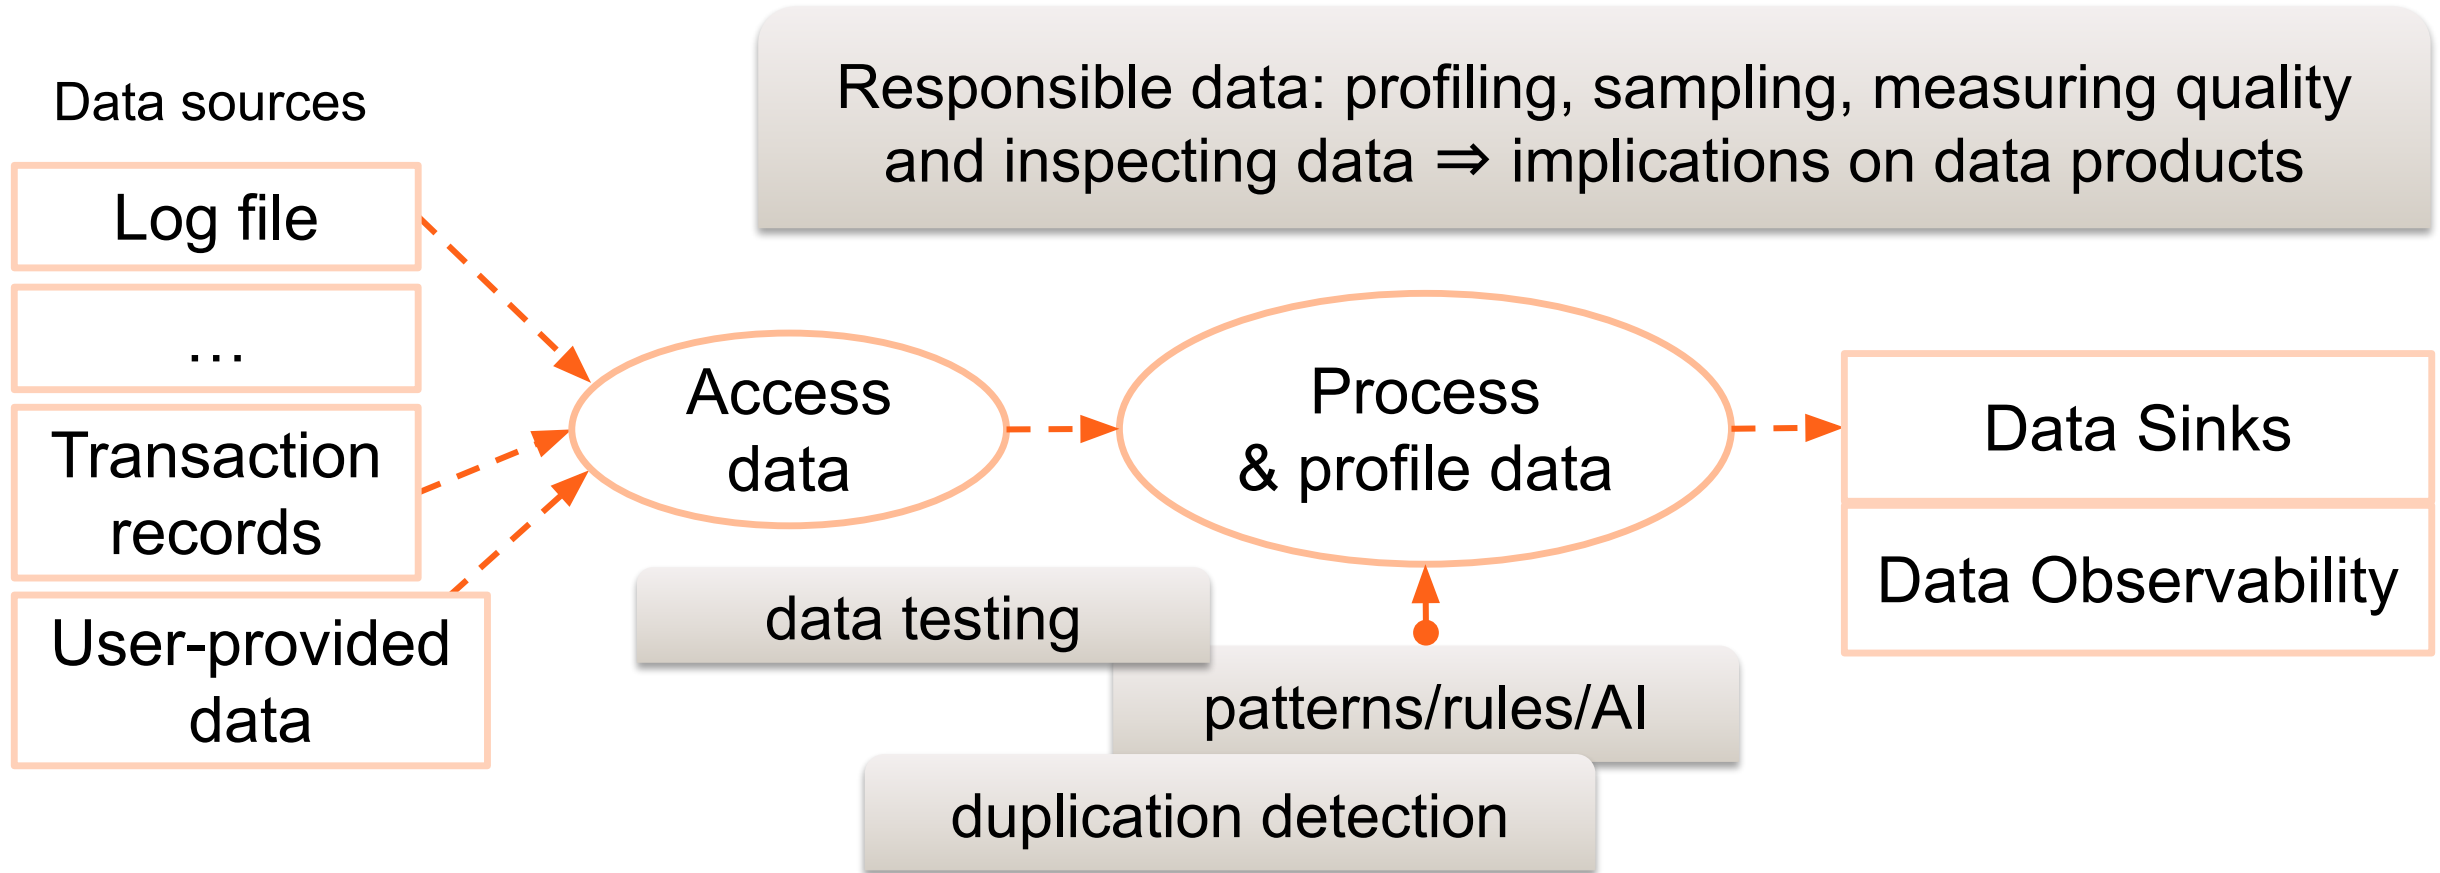 Data sources
Responsible data: profiling, sampling, measuring quality
and inspecting data ⇒ implications on data products
Log file
...
Transaction
records
User-provided
data
Access
data
Process
& profile data
Data Sinks
Data Observability
data testing
patterns/rules/AI
duplication detection